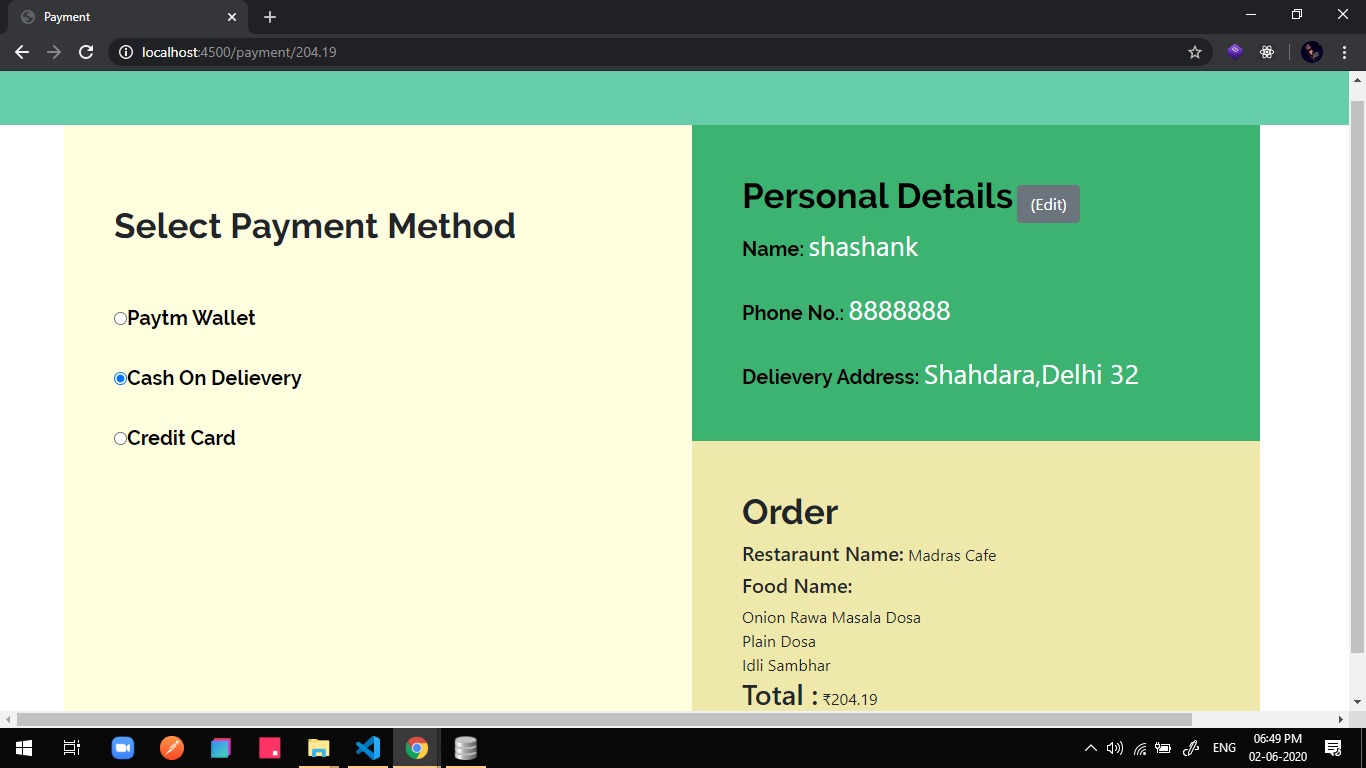 Payment
localhost:4500/payment/204.19
Select Payment Method
Paytm Wallet
Cash On Delievery
Credit Card
Personal Details (Edit)
Name: shashank
Phone No.: 8888888
Delievery Address: Shahdara,Delhi 32
Order
Restaraunt Name: Madras Cafe
Food Name:
Onion Rawa Masala Dosa
Plain Dosa
Idli Sambhar
Total : ₹204.19
ENG
06:49 PM
02-06-2020